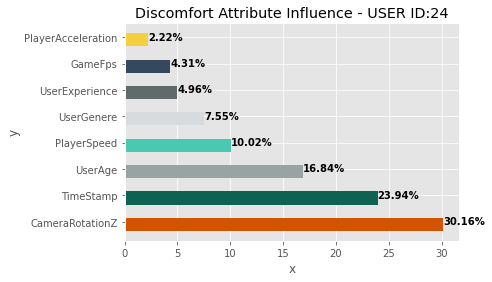 Discomfort Attribute Influence - USER ID:24
PlayerAcceleration 2.22%
GameFps 4.31%
UserExperience 4.96%
UserGenere 7.55%
PlayerSpeed 10.02%
UserAge 16.84%
TimeStamp 23.94%
CameraRotationZ 30.16%
y
0 5 10 15 20 25 30
x